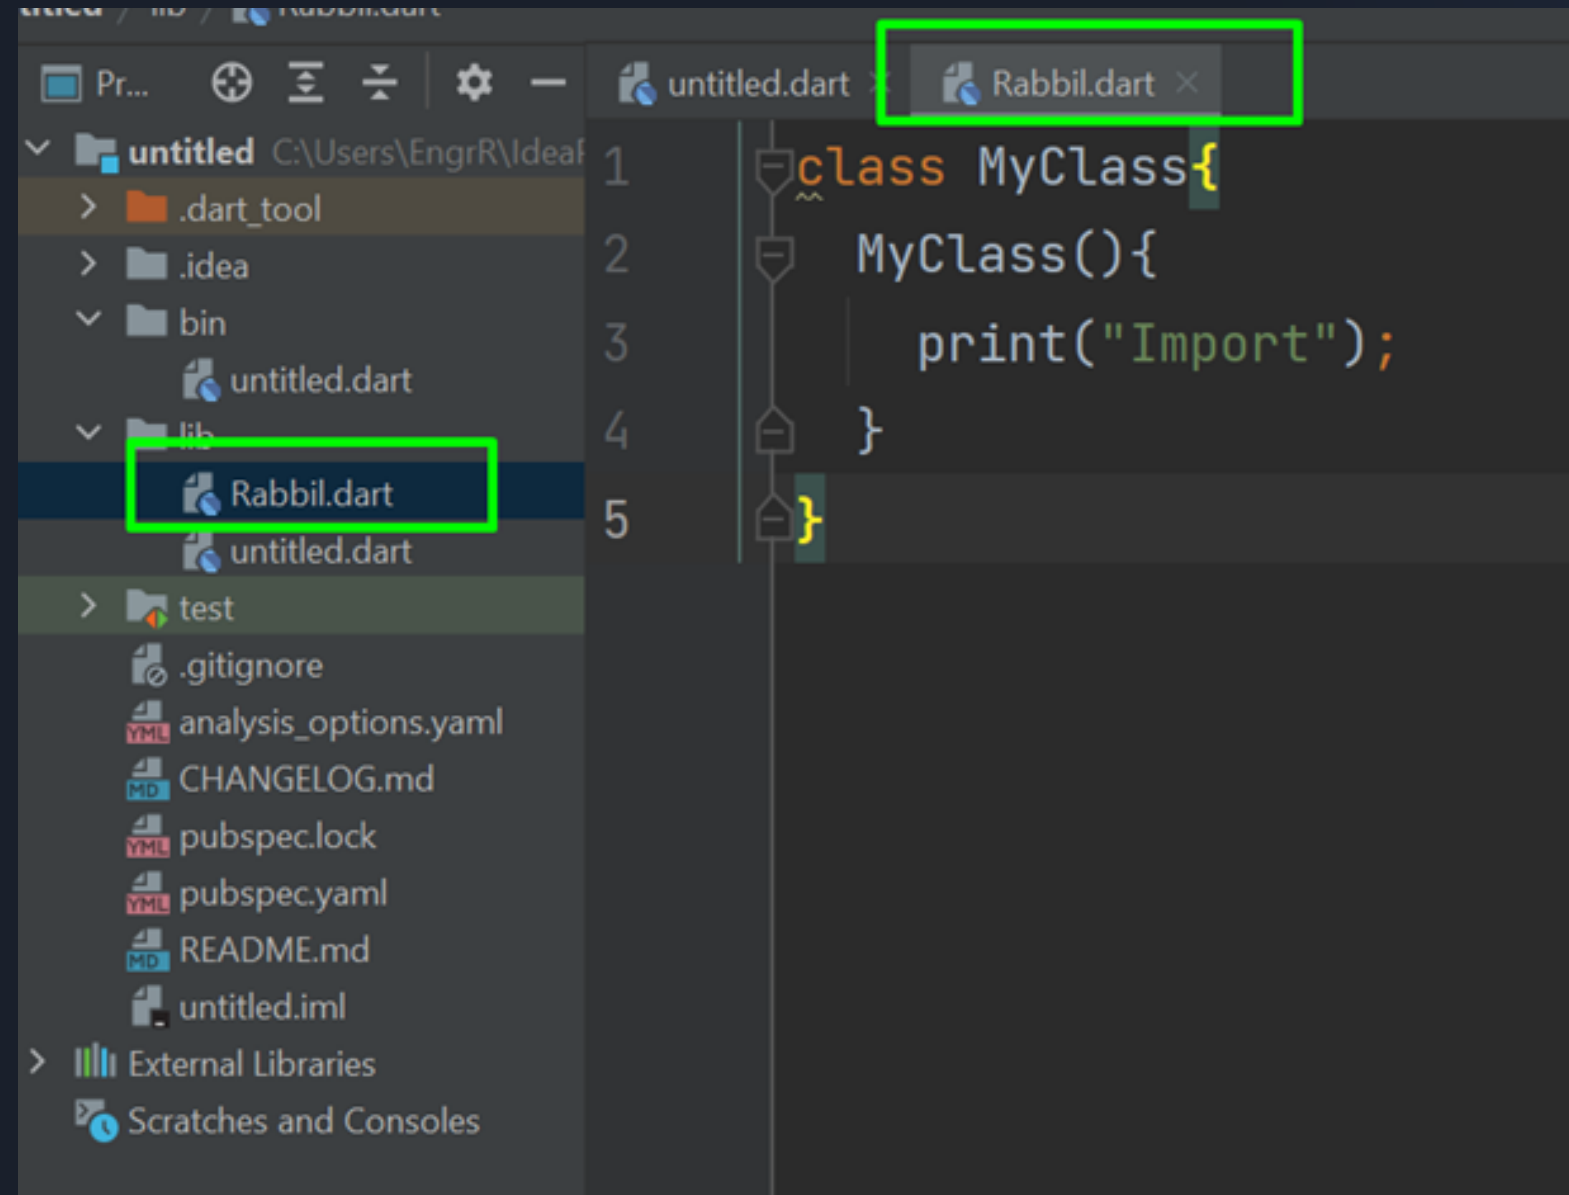 Pr...
untitled C:\Users\EngrR\Idea
.dart_tool
.idea
bin
untitled.dart
lib
Rabbil.dart
untitled.dart
test
.gitignore
analysis_options.yaml
CHANGELOG.md
pubspec.lock
pubspec.yaml
README.md
untitled.iml
External Libraries
Scratches and Consoles
untitled.dart Rabbil.dart
1 class MyClass{
2 MyClass(){
3 print("Import");
4 }
5 }